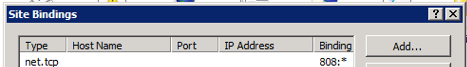 Site Bindings
Type Host Name Port IP Address Binding Add...
net.tcp 808:*